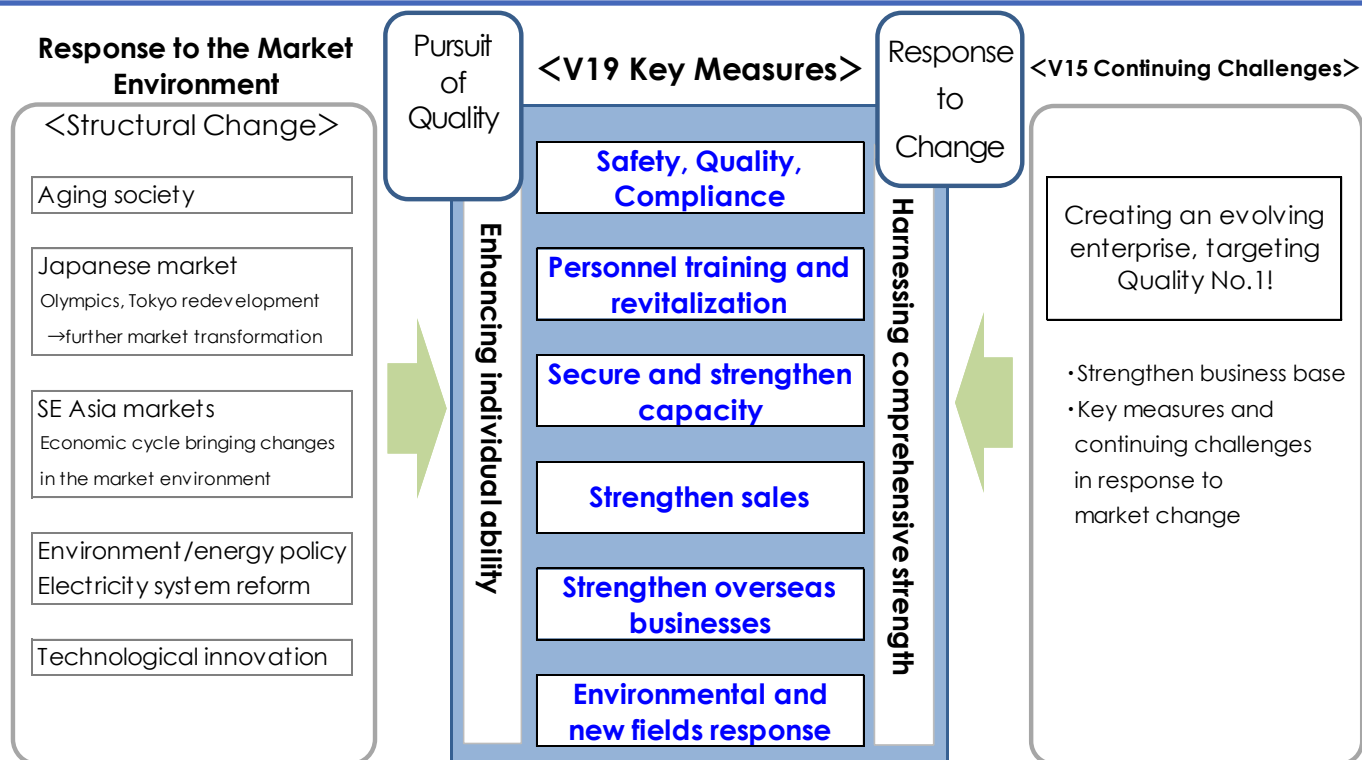 Response to the Market
Environment
<Structural Change>
Aging society
Japanese market
Olympics, Tokyo redevelopment
→further market transformation
SE Asia markets
Economic cycle bringing changes
in the market environment
Environment/energy policy
Electricity system reform
Technological innovation
Pursuit
of
Quality
Enhancing individual ability
<V19 Key Measures>
Safety, Quality,
Compliance
Personnel training and
revitalization
Secure and strengthen
capacity
Strengthen sales
Strengthen overseas
businesses
Environmental and
new fields response
Response
to
Change
Harnessing comprehensive strength
<V15 Continuing Challenges>
Creating an evolving
enterprise, targeting
Quality No.1!
・Strengthen business base
・Key measures and
continuing challenges
in response to
market change